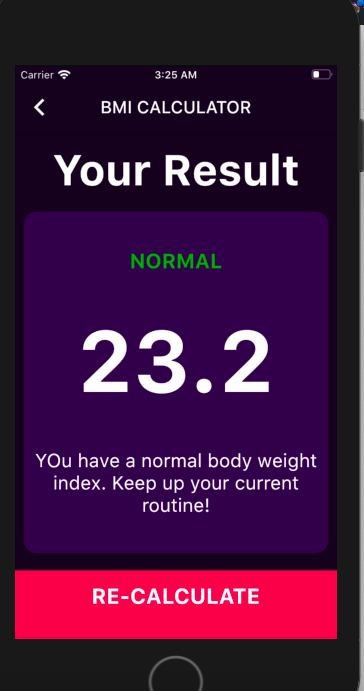 Carrier 3:25 AM
BMI CALCULATOR
Your Result
NORMAL
23.2
YOu have a normal body weight
index. Keep up your current
routine!
RE-CALCULATE